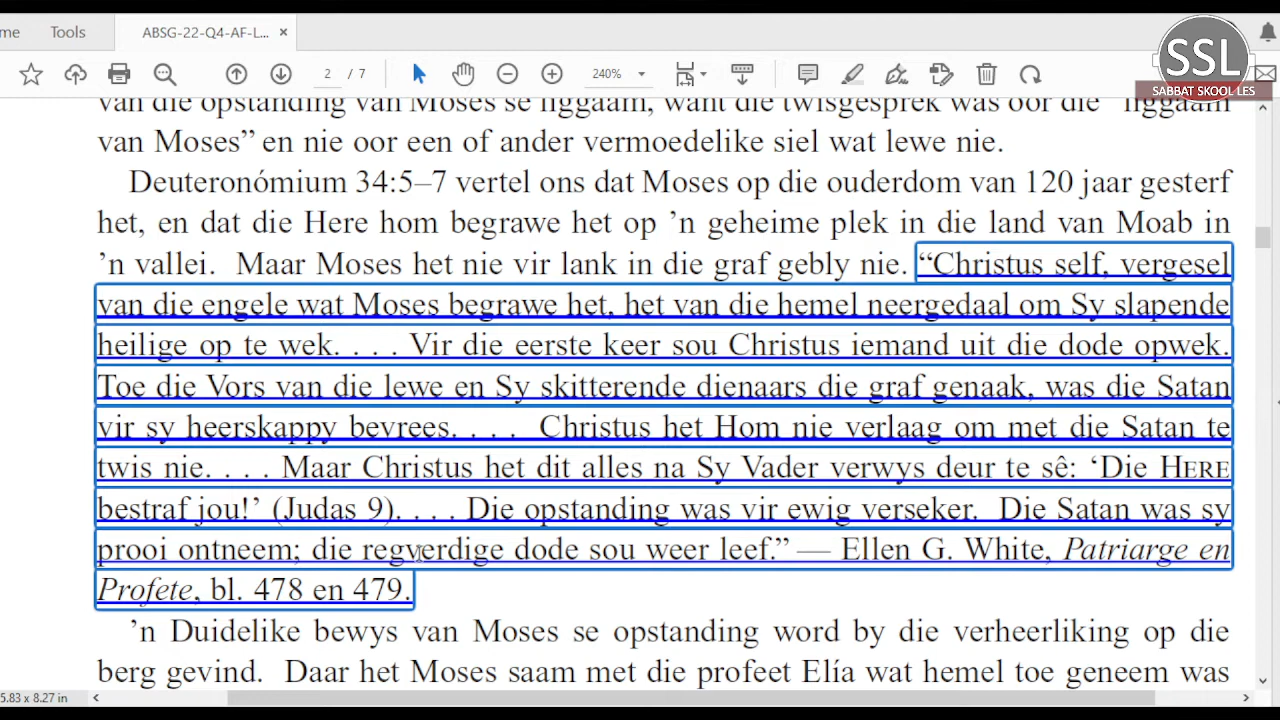 me
Tools
ABSG-22-Q4-AF-L... ×
2 / 7
240%
SSL
SABBAT SKOOL LES
van die opstanding van Moses se liggaam, want die twisgesprek was oor die “liggaam
van Moses” en nie oor een of ander vermoedelike siel wat lewe nie.
Deuteronómium 34:5–7 vertel ons dat Moses op die ouderdom van 120 jaar gesterf
het, en dat die Here hom begrawe het op ’n geheime plek in die land van Moab in
’n vallei. Maar Moses het nie vir lank in die graf gebly nie. “Christus self, vergesel
van die engele wat Moses begrawe het, het van die hemel neergedaal om Sy slapende
heilige op te wek. . . . Vir die eerste keer sou Christus iemand uit die dode opwek.
Toe die Vors van die lewe en Sy skitterende dienaars die graf genaak, was die Satan
vir sy heerskappy bevrees. . . . Christus het Hom nie verlaag om met die Satan te
twis nie. . . . Maar Christus het dit alles na Sy Vader verwys deur te sê: ‘Die HERE
bestraf jou!’ (Judas 9). . . . Die opstanding was vir ewig verseker. Die Satan was sy
prooi ontneem; die regverdige dode sou weer leef.” — Ellen G. White, Patriarge en
Profete, bl. 478 en 479.
’n Duidelike bewys van Moses se opstanding word by die verheerliking op die
berg gevind. Daar het Moses saam met die profeet Elía wat hemel toe geneem was
5.83 x 8.27 in